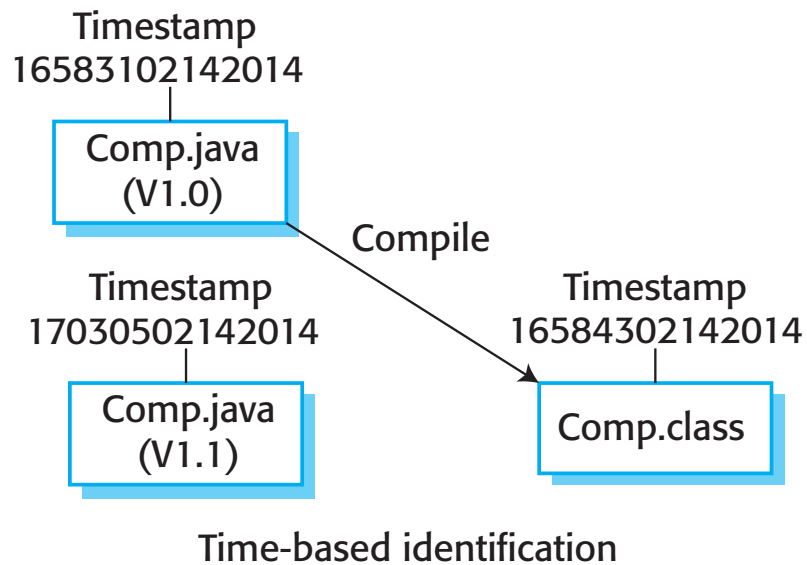 Timestamp
16583102142014
Comp.java
(V1.0)
Compile
Timestamp
17030502142014
Comp.java
(V1.1)
Timestamp
16584302142014
Comp.class
Time-based identification